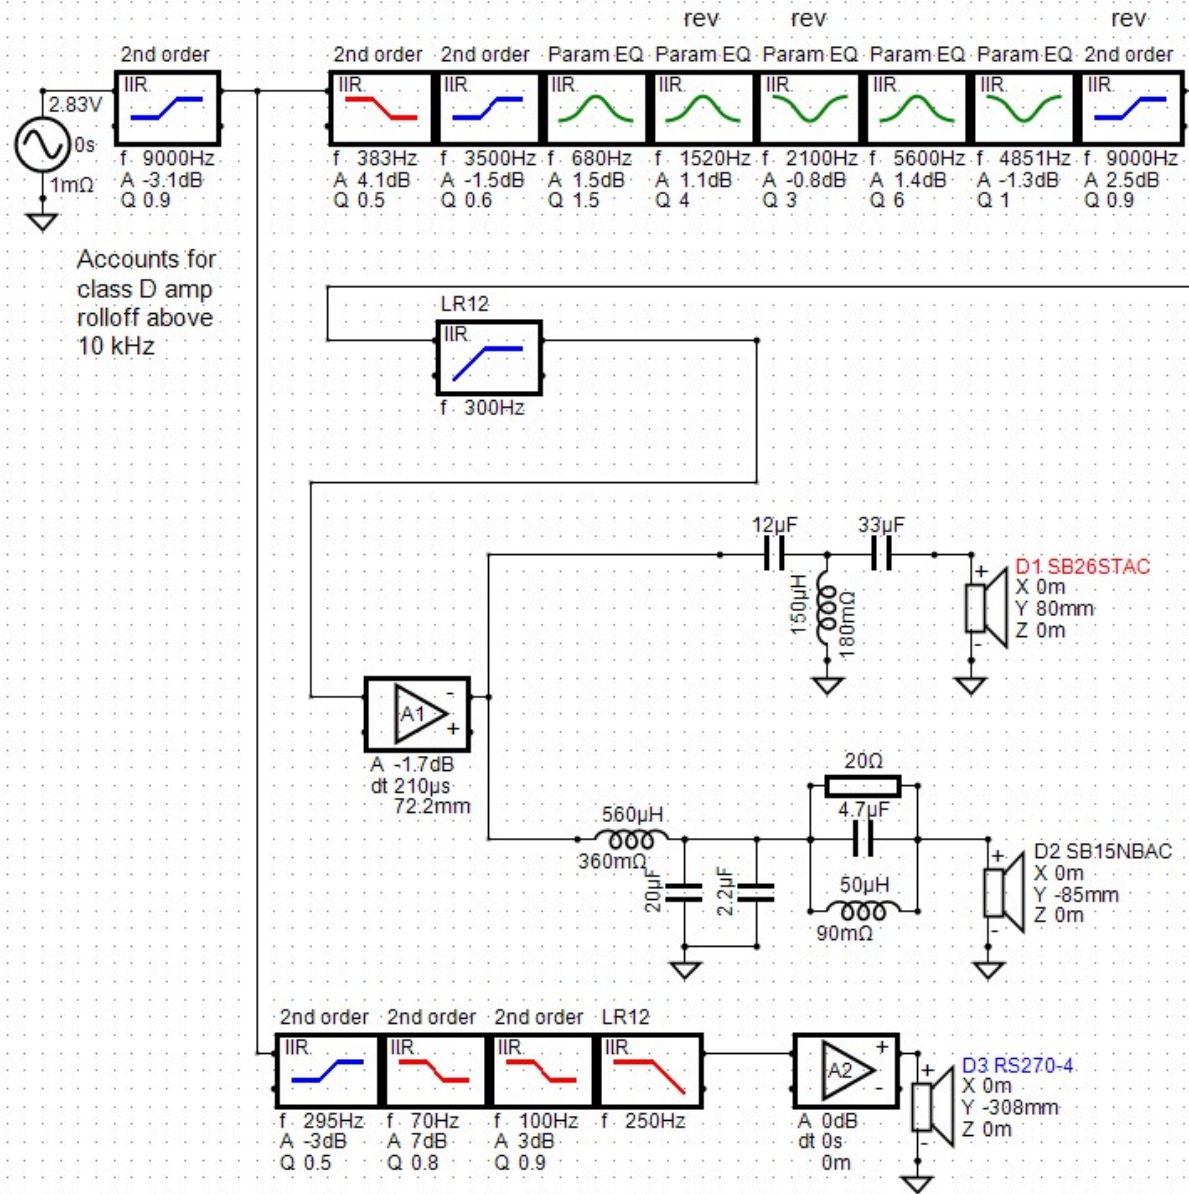 rev rev rev
2nd order 2nd order 2nd order Param EQ Param EQ Param EQ Param EQ Param EQ 2nd order
IIR IIR IIR IIR IIR IIR IIR IIR IIR
2.83V
0s
1mΩ
f 9000Hz f 383Hz f 3500Hz f 680Hz f 1520Hz f 2100Hz f 5600Hz f 4851Hz f 9000Hz
A -3.1dB A 4.1dB A -1.5dB A 1.5dB A 1.1dB A -0.8dB A 1.4dB A -1.3dB A 2.5dB
Q 0.9 Q 0.5 Q 0.6 Q 1.5 Q 4 Q 3 Q 6 Q 1 Q 0.9
Accounts for
class D amp
rolloff above
10 kHz
LR12
IIR
f 300Hz
12µF 33µF
150µH
180mΩ
D1 SB26STAC
X 0m
Y 80mm
Z 0m
A1
-
+
A -1.7dB
dt 210µs
72.2mm
+
-
20Ω
4.7µF
50µH
90mΩ
560µH
360mΩ
20µF
2.2µF
D2 SB15NBAC
X 0m
Y -85mm
Z 0m
+
-
2nd order 2nd order 2nd order LR12
IIR IIR IIR IIR
f 295Hz f 70Hz f 100Hz f 250Hz
A -3dB A 7dB A 3dB
Q 0.5 Q 0.8 Q 0.9
A2
+
-
A 0dB
dt 0s
0m
D3 RS270-4
X 0m
Y -308mm
Z 0m
+
-